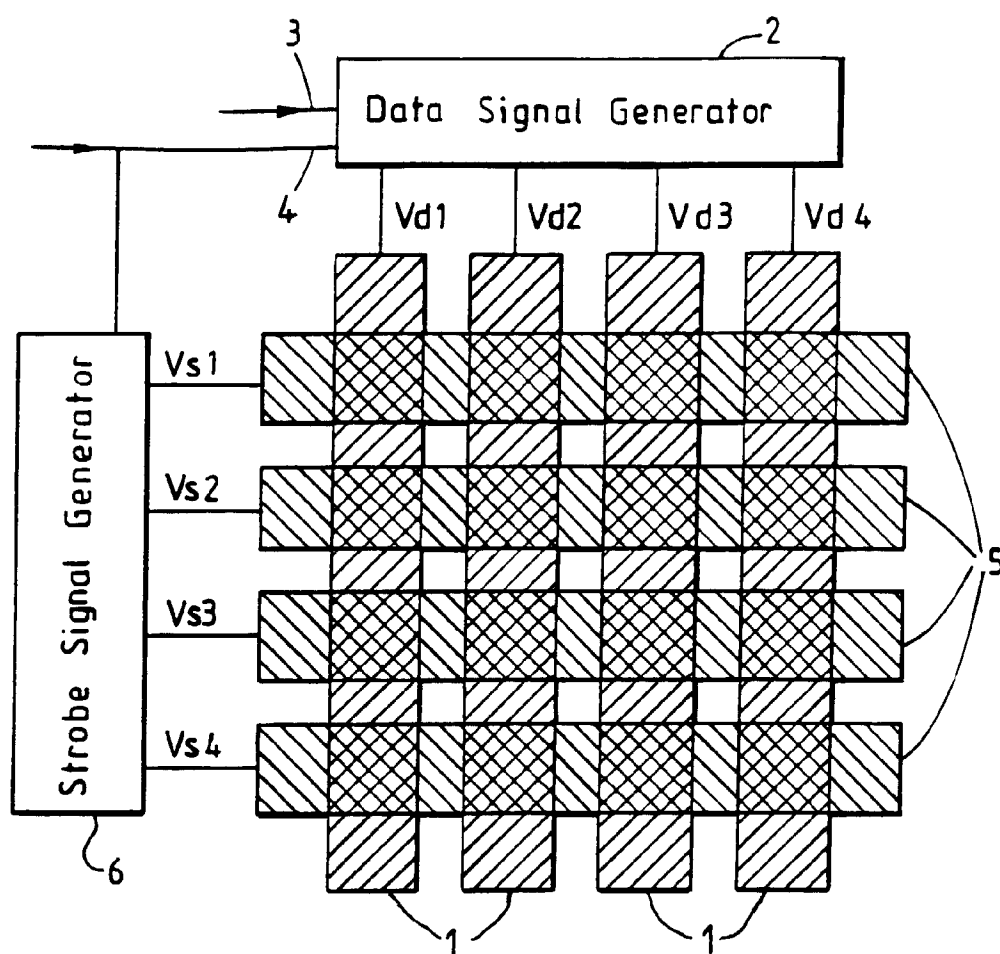 3
2
Data Signal Generator
4
Vd1 Vd2 Vd3 Vd4
Strobe Signal Generator
Vs1
Vs2
Vs3
Vs4
5
6
1 1